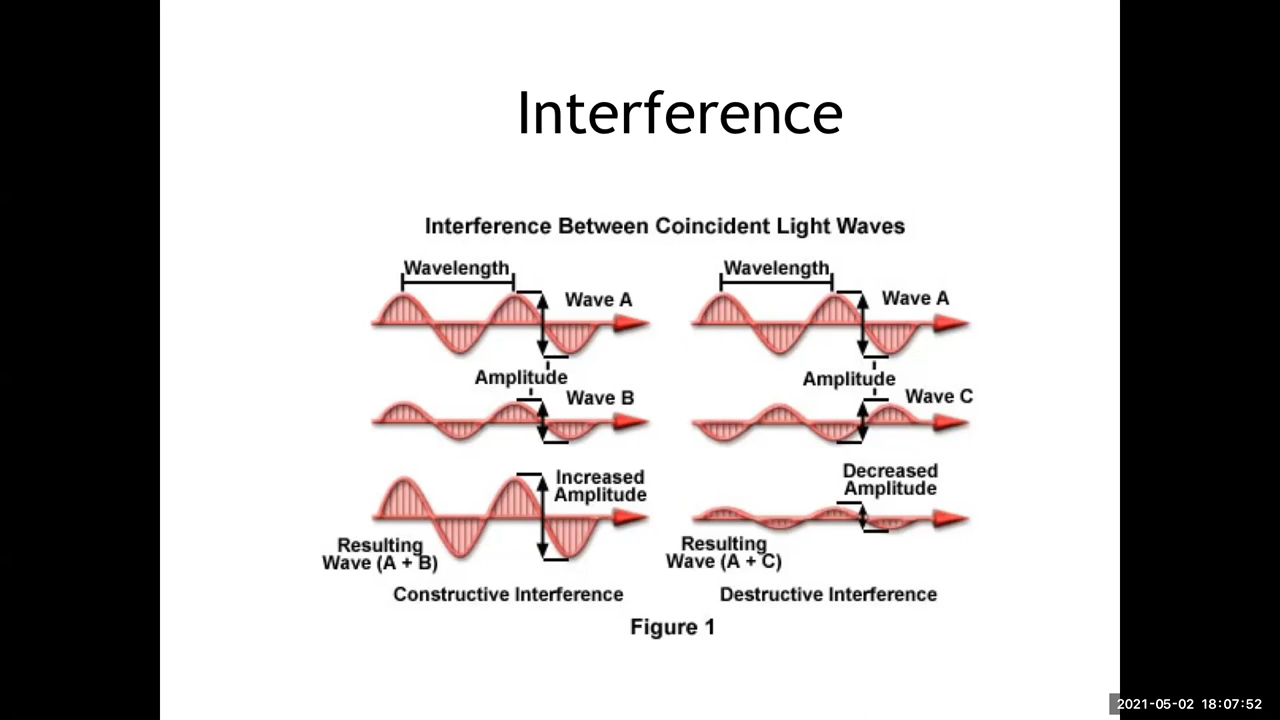 Interference
Interference Between Coincident Light Waves
Wavelength
Wave A
Amplitude
Wave B
Increased
Amplitude
Resulting
Wave (A + B)
Constructive Interference
Wavelength
Wave A
Amplitude
Wave C
Decreased
Amplitude
Resulting
Wave (A + C)
Destructive Interference
Figure 1
2021-05-02 18:07:52